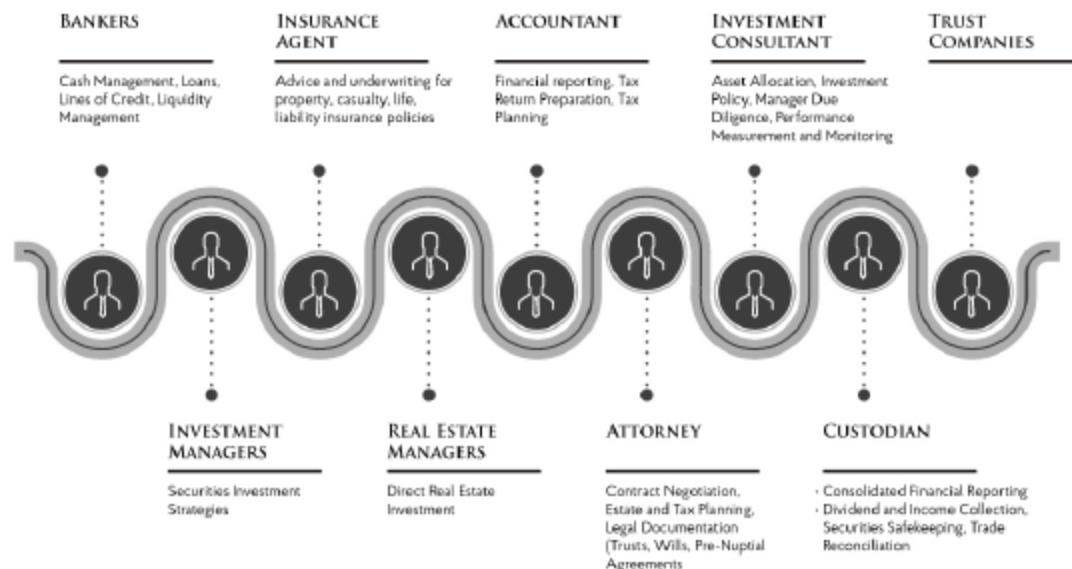 BANKERS
Cash Management, Loans,
Lines of Credit, Liquidity
Management
INSURANCE
AGENT
Advice and underwriting for
property, casualty, life,
liability insurance policies
ACCOUNTANT
Financial reporting, Tax
Return Preparation, Tax
Planning
INVESTMENT
CONSULTANT
Asset Allocation, Investment
Policy, Manager Due
Diligence, Performance
Measurement and Monitoring
TRUST
COMPANIES
INVESTMENT
MANAGERS
Securities Investment
Strategies
REAL ESTATE
MANAGERS
Direct Real Estate
Investment
ATTORNEY
Contract Negotiation,
Estate and Tax Planning,
Legal Documentation
(Trusts, Wills, Pre-Nuptial
Agreements
CUSTODIAN
· Consolidated Financial Reporting
· Dividend and Income Collection,
Securities Safekeeping, Trade
Reconciliation